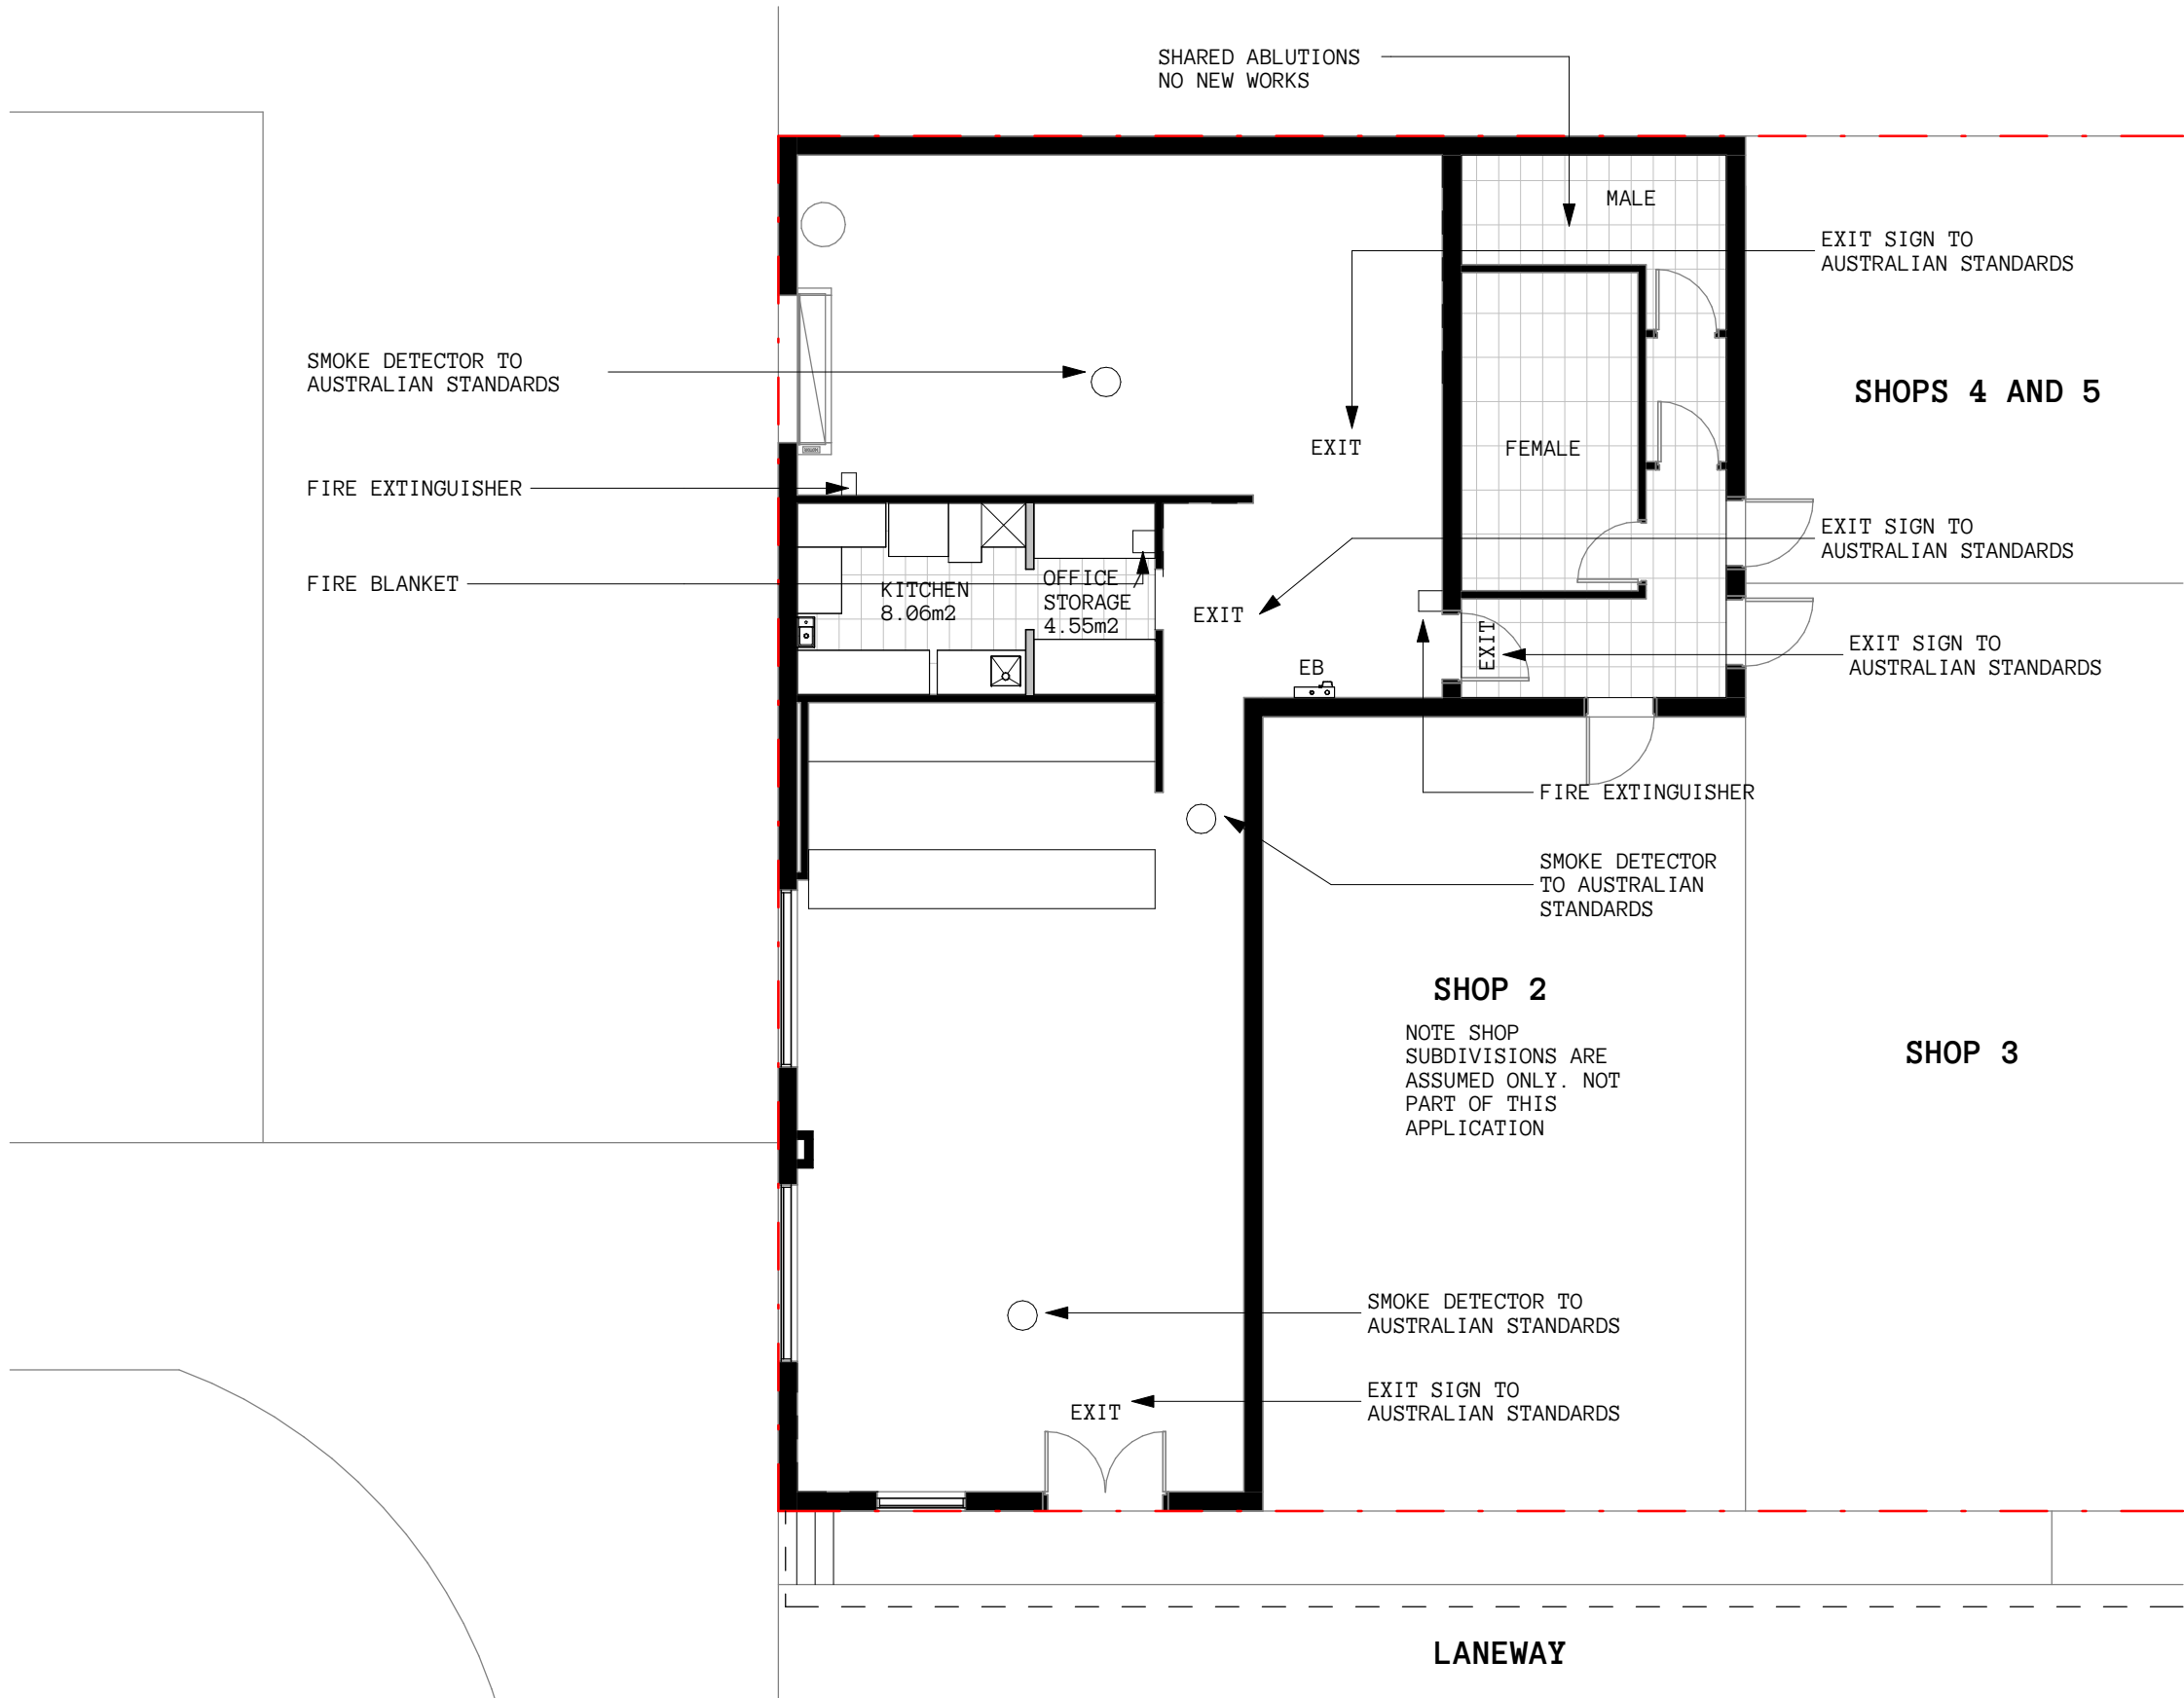 SHARED ABLUTIONS
NO NEW WORKS
MALE
EXIT SIGN TO
AUSTRALIAN STANDARDS
SMOKE DETECTOR TO
AUSTRALIAN STANDARDS
SHOPS 4 AND 5
EXIT
FEMALE
FIRE EXTINGUISHER
EXIT SIGN TO
AUSTRALIAN STANDARDS
FIRE BLANKET
KITCHEN
8.06m2
OFFICE
STORAGE
4.55m2
EXIT
EXIT
EXIT SIGN TO
AUSTRALIAN STANDARDS
EB
FIRE EXTINGUISHER
SMOKE DETECTOR
TO AUSTRALIAN
STANDARDS
SHOP 2
NOTE SHOP
SUBDIVISIONS ARE
ASSUMED ONLY. NOT
PART OF THIS
APPLICATION
SHOP 3
SMOKE DETECTOR TO
AUSTRALIAN STANDARDS
EXIT SIGN TO
AUSTRALIAN STANDARDS
EXIT
LANEWAY